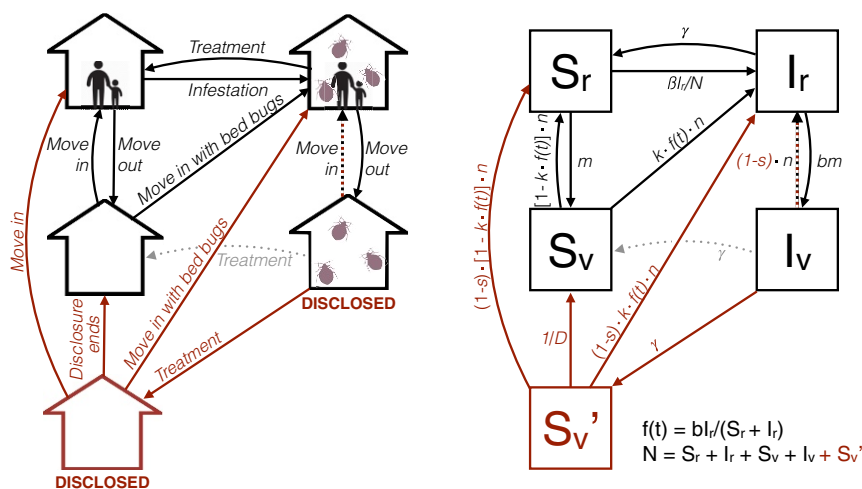 Treatment
Infestation
Move
in
Move
out
Move in with bed bugs
Move
in
Move
out
Move in
Treatment
DISCLOSED
Disclosure
ends
Move in with bed bugs
Treatment
DISCLOSED
γ
Sr
Ir
ßIr/N
[1- k · f(t)] · n
m
k · f(t) · n
(1-s) · n
bm
(1-s) · [1- k · f(t)] · n
Sv
Iv
γ
1/D
(1-s) · k · f(t) · n
γ
Sv'
f(t) = bIr/(Sr + Ir)
N = Sr + Ir + Sv + Iv + Sv'